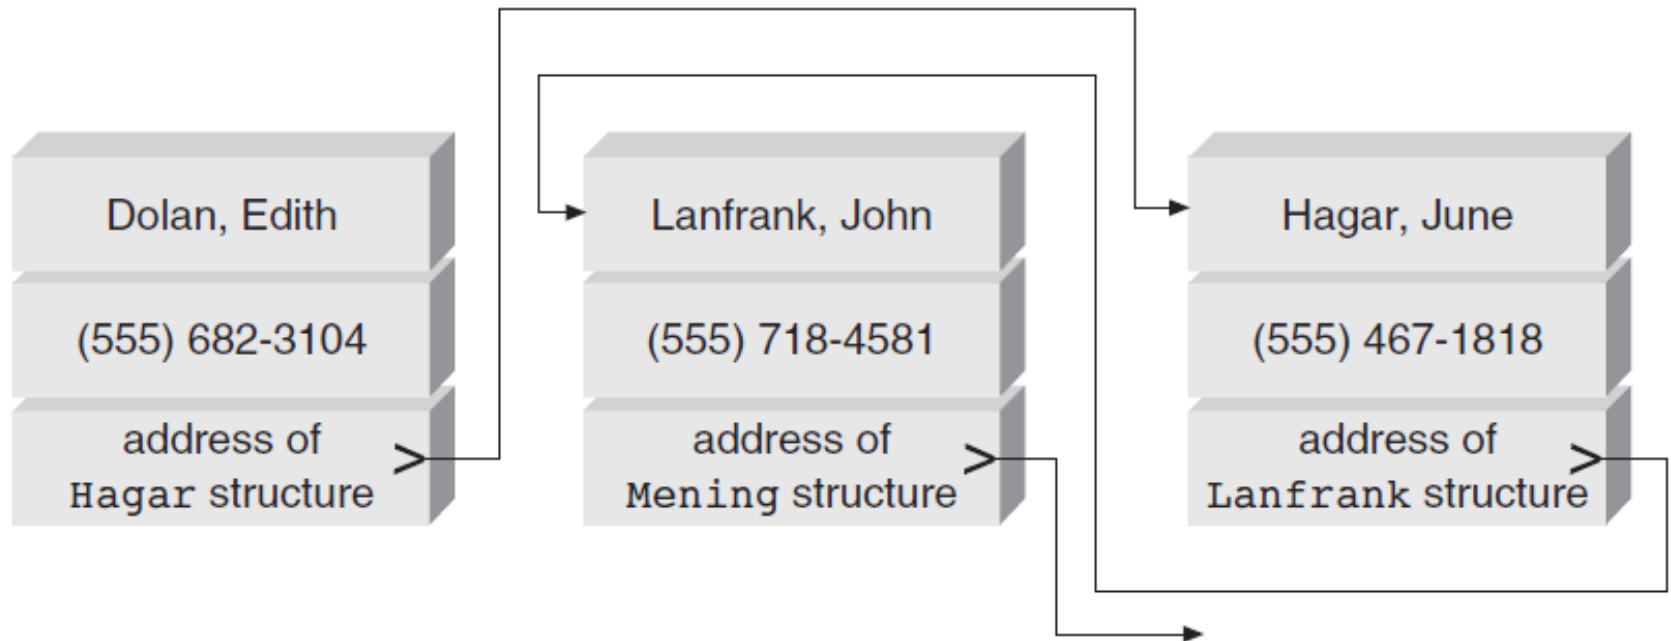 Dolan, Edith
(555) 682-3104
address of
Hagar structure
Lanfrank, John
(555) 718-4581
address of
Mening structure
Hagar, June
(555) 467-1818
address of
Lanfrank structure